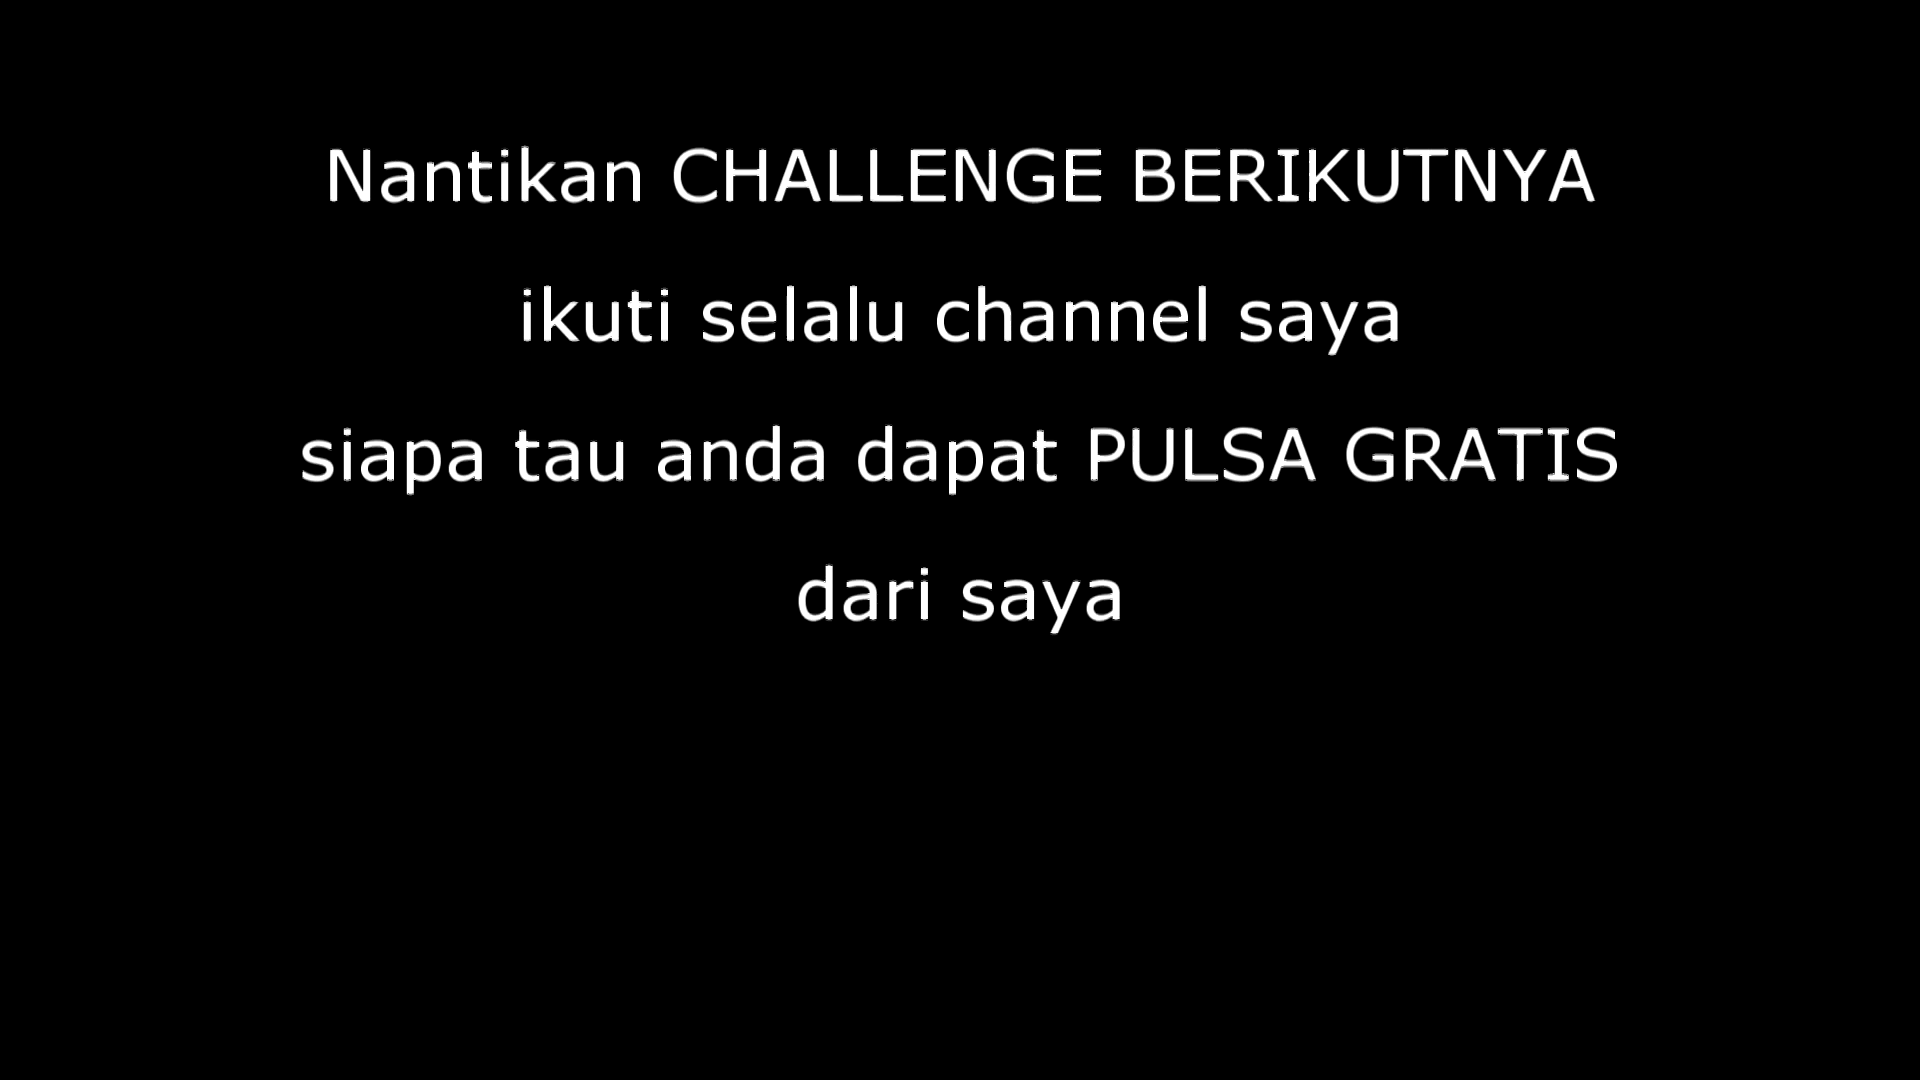 Nantikan CHALLENGE BERIKUTNYA
ikuti selalu channel saya
siapa tau anda dapat PULSA GRATIS
dari saya